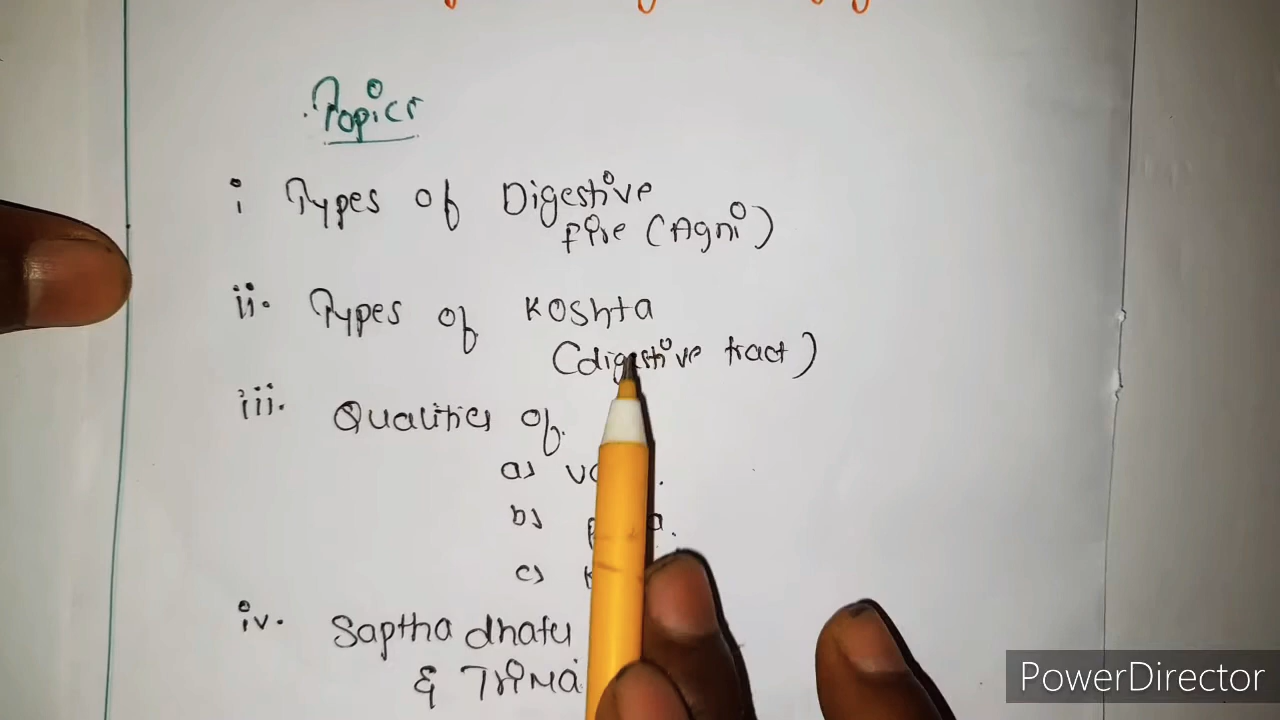 Topics
i Types of Digestive
fire (Agni)
ii. Types of Koshta
(digestive tract)
iii. Qualities of
a)
b)
c)
iv. Saptha dhatu
&
PowerDirector